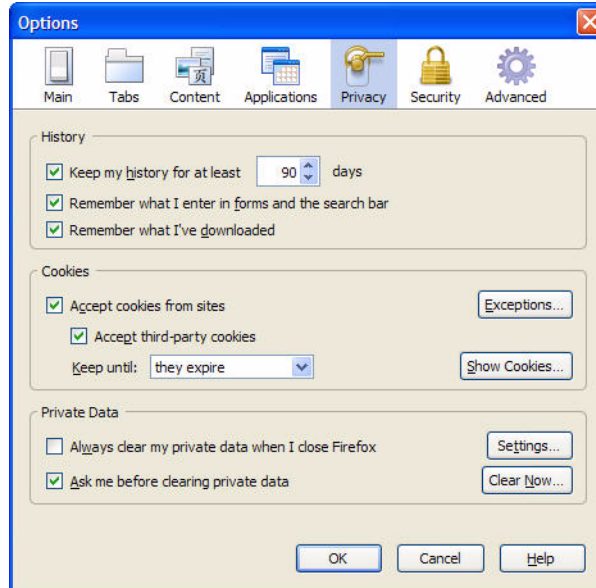 Options
Main Tabs Content Applications Privacy Security Advanced
History
Keep my history for at least 90 days
Remember what I enter in forms and the search bar
Remember what I've downloaded
Cookies
Accept cookies from sites Exceptions...
Accept third-party cookies
Keep until: they expire Show Cookies...
Private Data
Always clear my private data when I close Firefox Settings...
Ask me before clearing private data Clear Now...
OK Cancel Help